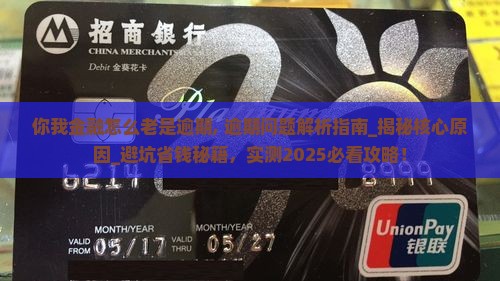 招商银行
CHINA MERCHANTS
Debit 金葵花卡
你我金融怎么老是逾期,逾期问题解析指南_揭秘核心原
因_避坑省钱秘籍，实测2025必看攻略！
6214 8999
MONTH/YEAR MONTH/YEAR
VALID FROM 05/17 VALID THRU 05/27
UnionPay
银联